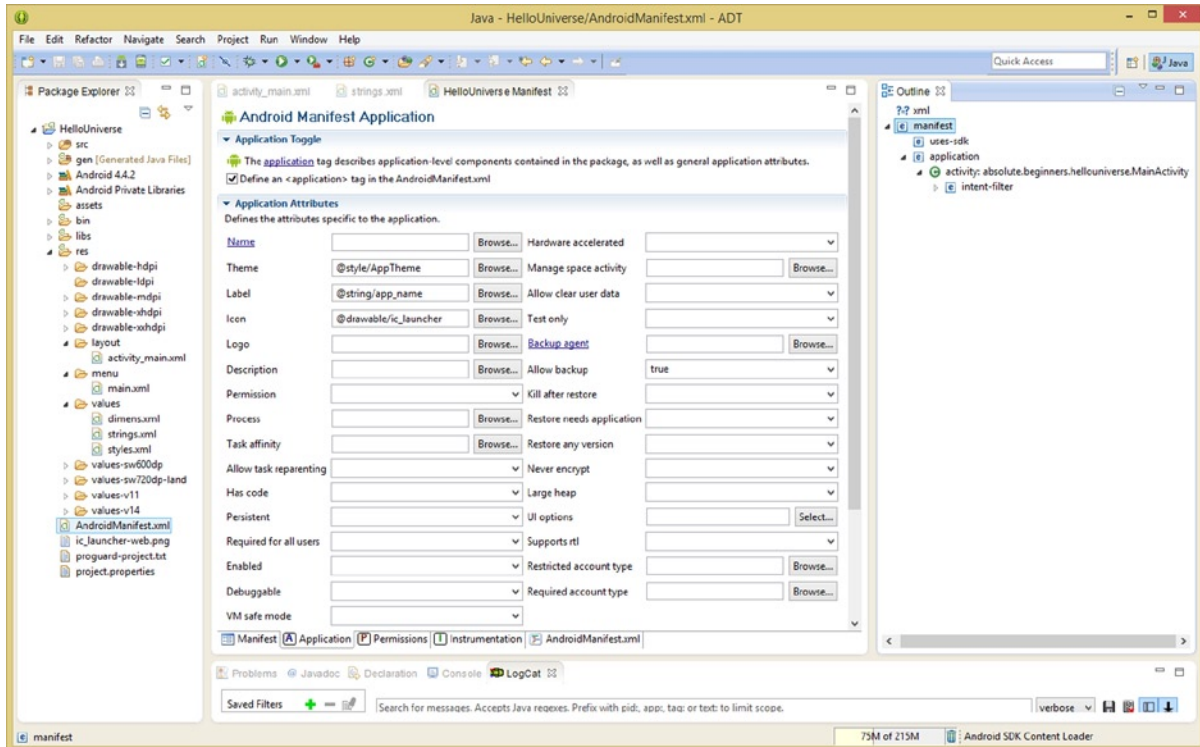 Java - HelloUniverse/AndroidManifest.xml - ADT
File Edit Refactor Navigate Search Project Run Window Help
Quick Access
Java
Package Explorer
HelloUniverse
src
gen [Generated Java Files]
Android 4.4.2
Android Private Libraries
assets
bin
libs
res
drawable-hdpi
drawable-ldpi
drawable-mdpi
drawable-xhdpi
drawable-xxhdpi
layout
activity_main.xml
menu
main.xml
values
dimens.xml
strings.xml
styles.xml
values-sw600dp
values-sw720dp-land
values-v11
values-v14
AndroidManifest.xml
ic_launcher-web.png
proguard-project.txt
project.properties
activity_main.xml strings.xml HelloUniverse Manifest
Android Manifest Application
Application Toggle
The application tag describes application-level components contained in the package, as well as general application attributes.
Define an <application> tag in the AndroidManifest.xml
Application Attributes
Defines the attributes specific to the application.
Name Browse... Hardware accelerated
Theme @style/AppTheme Browse... Manage space activity Browse...
Label @string/app_name Browse... Allow clear user data
Icon @drawable/ic_launcher Browse... Test only
Logo Browse... Backup agent Browse...
Description Browse... Allow backup true
Permission Kill after restore
Process Browse... Restore needs application
Task affinity Browse... Restore any version
Allow task reparenting Never encrypt
Has code Large heap
Persistent UI options Select...
Required for all users Supports rtl
Enabled Restricted account type Browse...
Debuggable Required account type Browse...
VM safe mode
Manifest A Application P Permissions I Instrumentation AndroidManifest.xml
Outline
?-? xml
e manifest
e uses-sdk
e application
activity: absolute.beginners.hellouniverse.MainActivity
e intent-filter
Problems @ Javadoc Declaration Console LogCat
Saved Filters
Search for messages. Accepts Java regexes. Prefix with pid:, app:, tag: or text: to limit scope.
verbose
e manifest
75M of 215M
Android SDK Content Loader